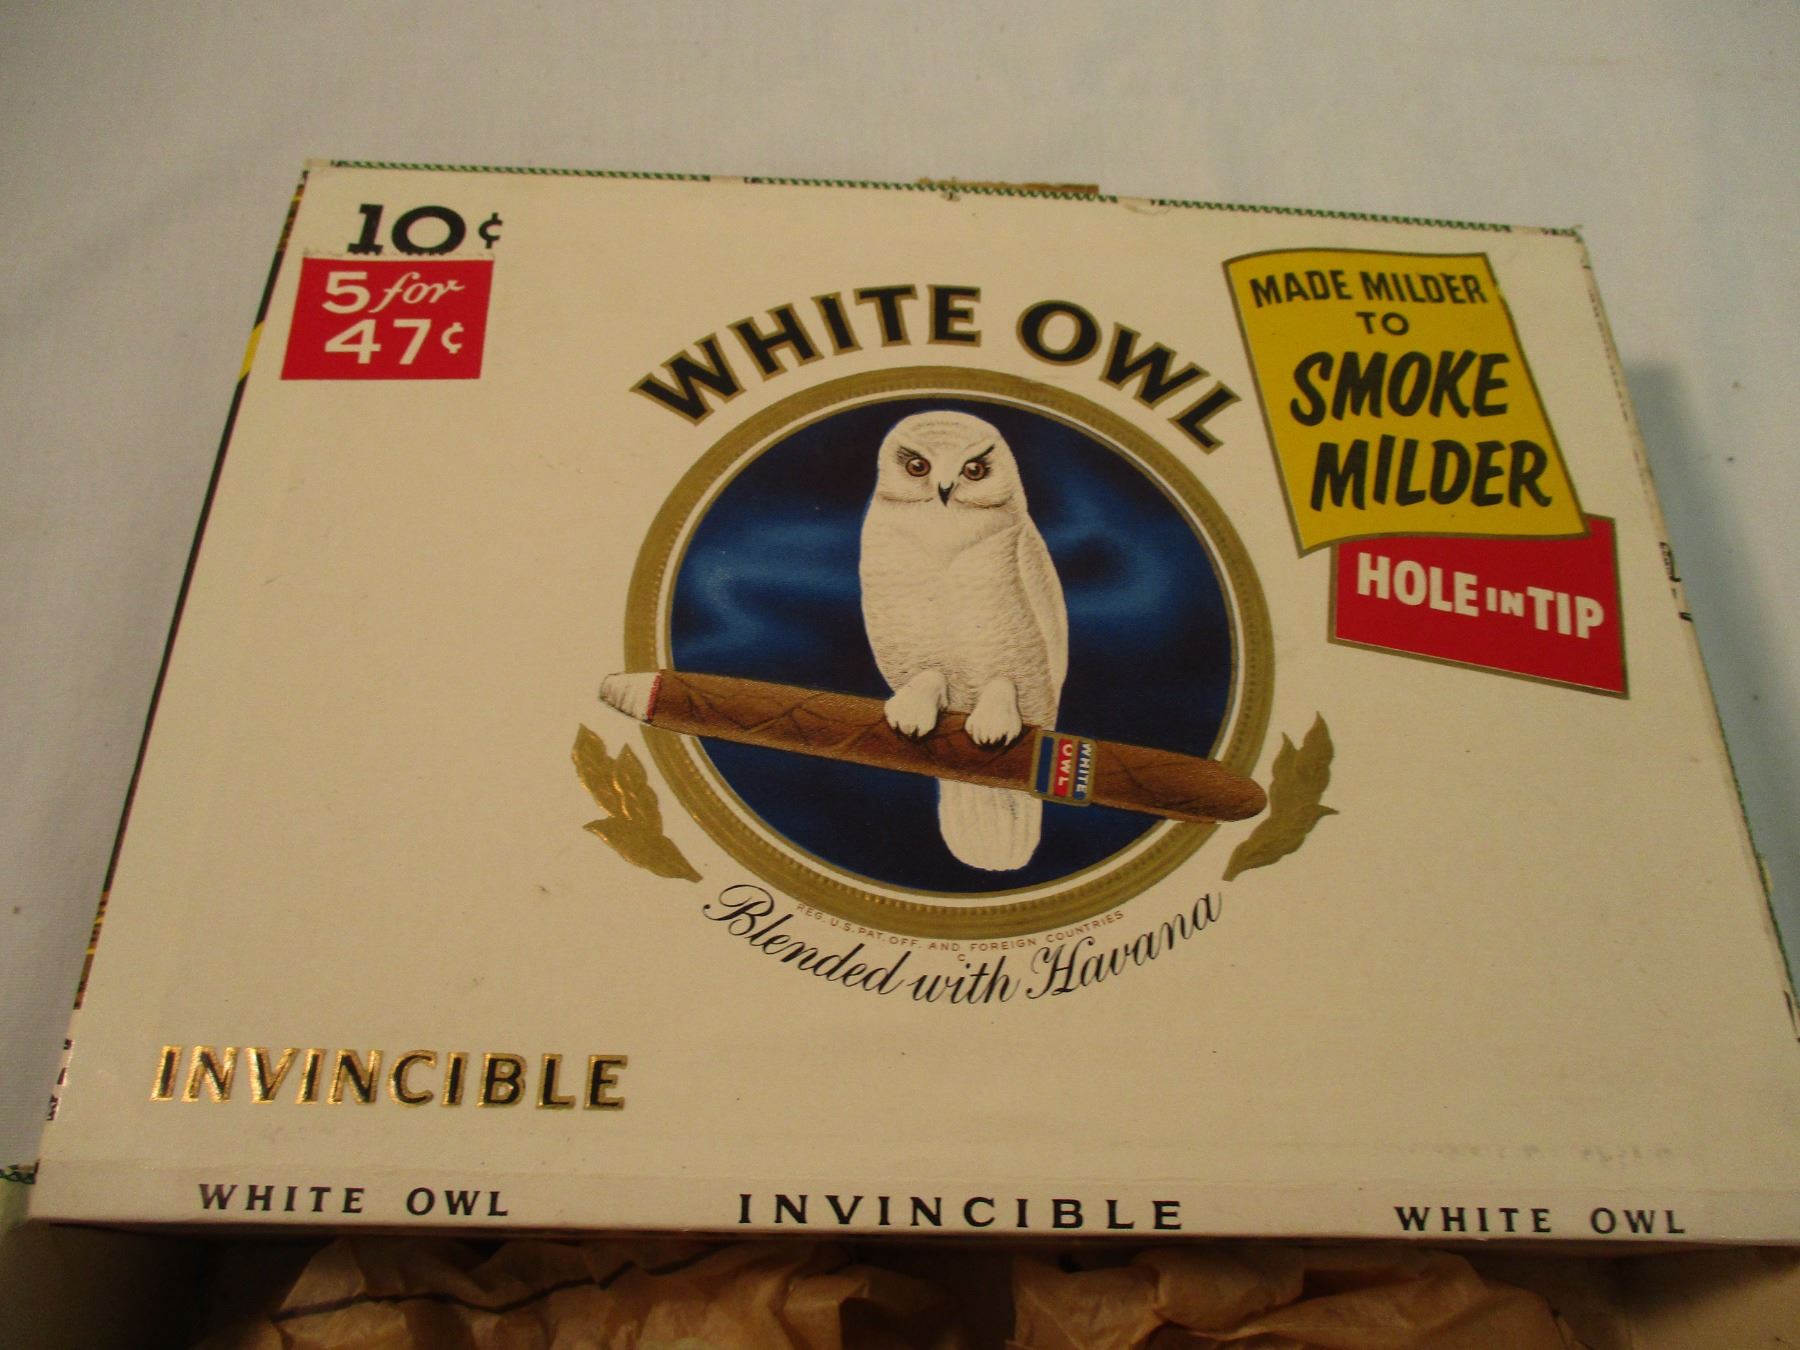 10¢
5 for
47¢
WHITE OWL
MADE MILDER
TO
SMOKE
MILDER
HOLE IN TIP
WHITE
OWL
REG. U.S. PAT. OFF. AND FOREIGN COUNTRIES
C
Blended with Havana
INVINCIBLE
WHITE OWL INVINCIBLE WHITE OWL